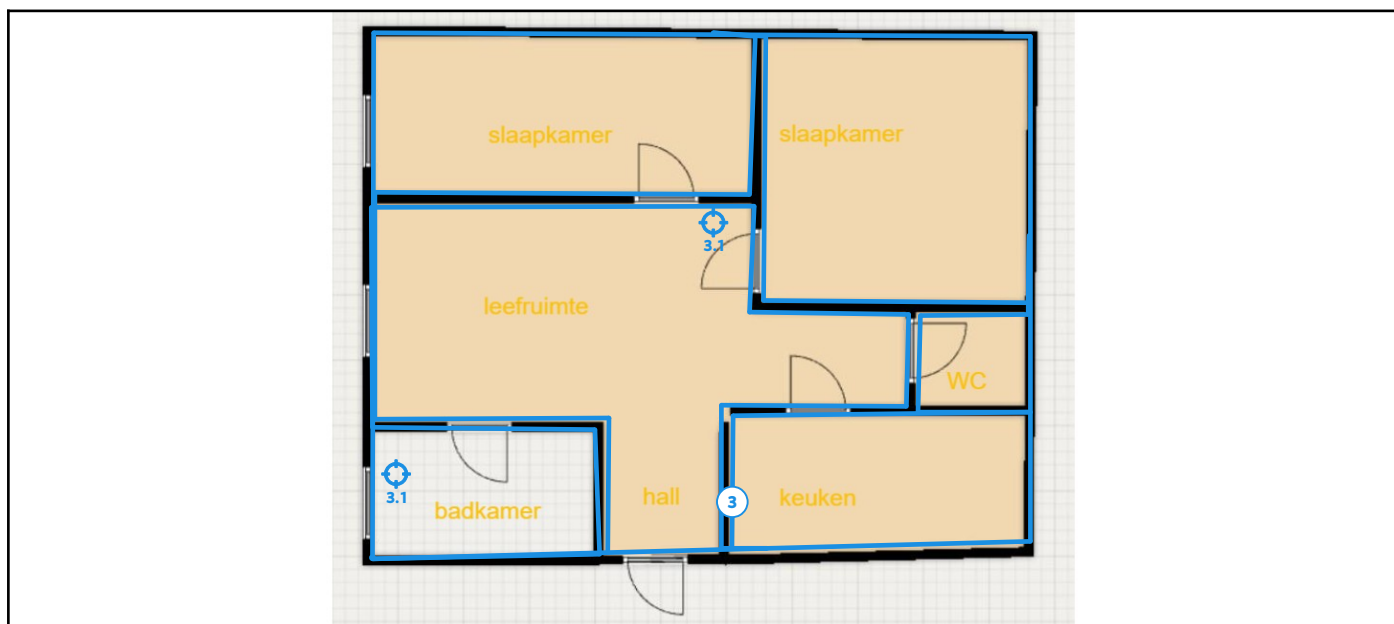 slaapkamer
slaapkamer
3.1
leefruimte
WC
3.1
badkamer
hall
3
keuken